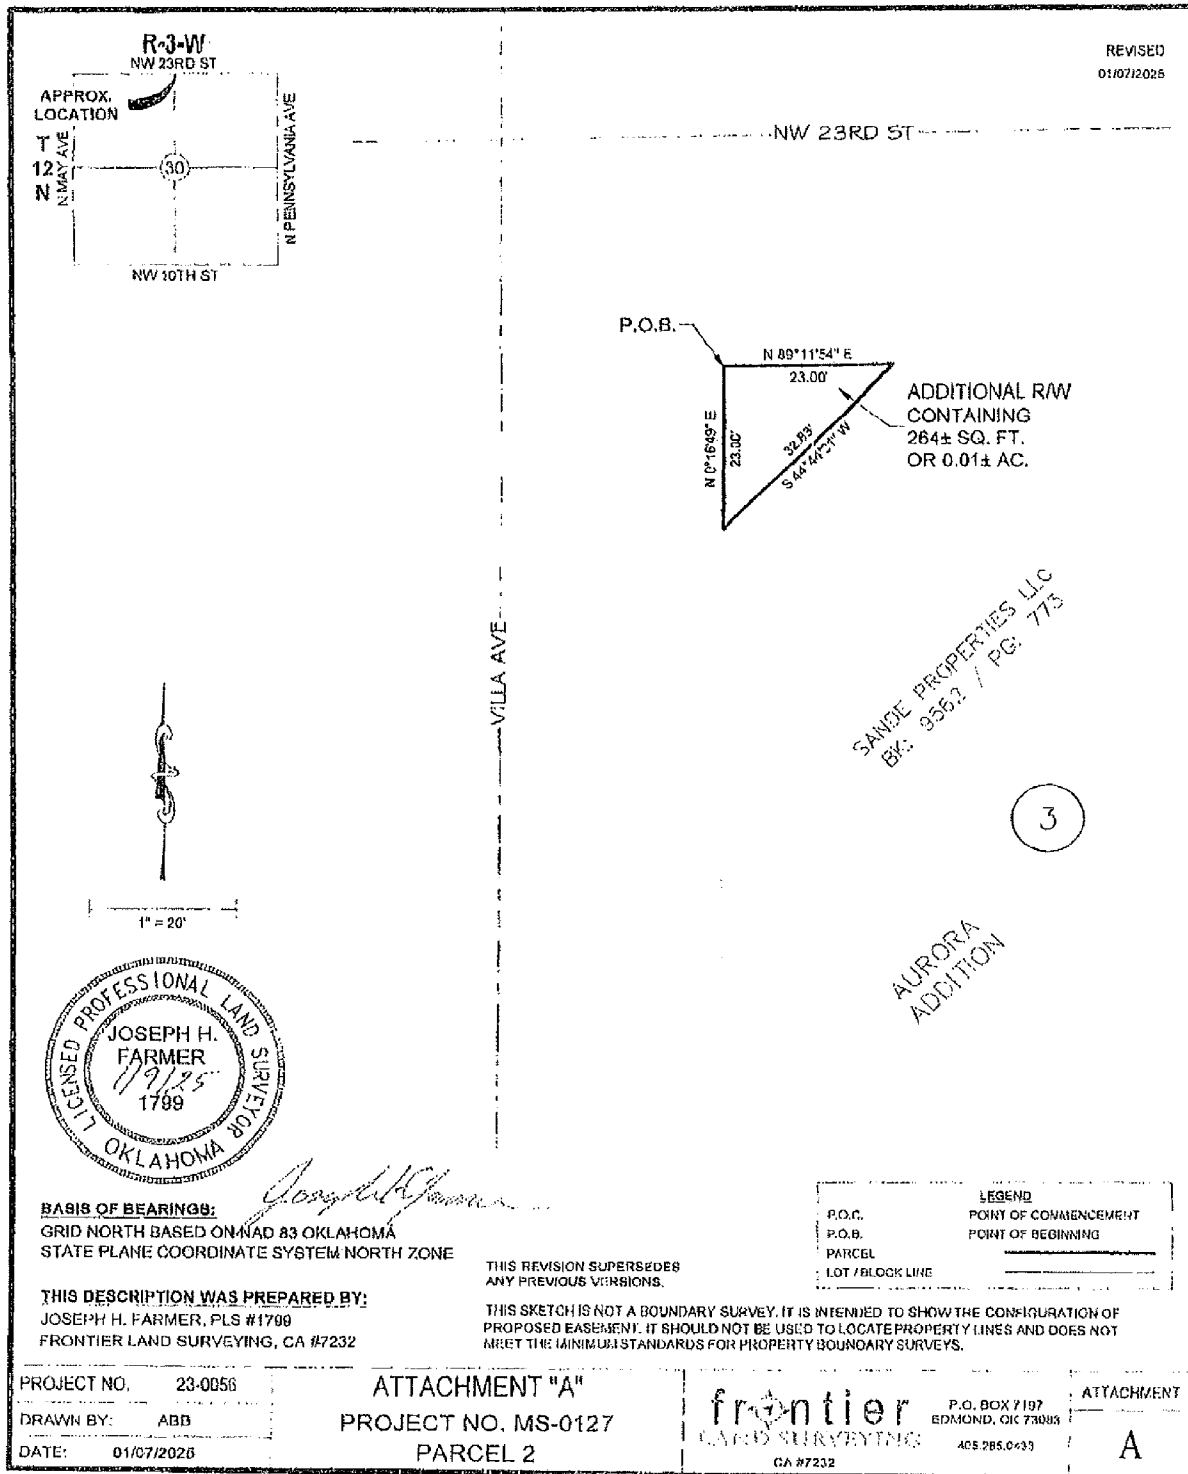 R-3-W
NW 23RD ST
APPROX.
LOCATION
T
12
N
N MAY AVE
30
N PENNSYLVANIA AVE
NW 10TH ST
REVISED
NW 23RD ST
P.O.B.
N 89°11'54" E
23.00'
N 0°16'49" E
23.00'
32.83'
ADDITIONAL R/W
CONTAINING
264± SQ. FT.
OR 0.01± AC.
VILLA AVE
SANDE PROPERTIES LLC
BK: 9562 / PG: 773
3
AURORA
ADDITION
1" = 20'
LICENSED PROFESSIONAL LAND SURVEYOR
JOSEPH H.
FARMER
1/9/25
1799
OKLAHOMA
BASIS OF BEARINGS:
GRID NORTH BASED ON NAD 83 OKLAHOMA
STATE PLANE COORDINATE SYSTEM NORTH ZONE
THIS DESCRIPTION WAS PREPARED BY:
JOSEPH H. FARMER, PLS #1799
FRONTIER LAND SURVEYING, CA #7232
THIS REVISION SUPERSEDES
ANY PREVIOUS VERSIONS.
LEGEND
P.O.C. POINT OF COMMENCEMENT
P.O.B. POINT OF BEGINNING
PARCEL
LOT / BLOCK LINE
THIS SKETCH IS NOT A BOUNDARY SURVEY. IT IS INTENDED TO SHOW THE CONFIGURATION OF
PROPOSED EASEMENT. IT SHOULD NOT BE USED TO LOCATE PROPERTY LINES AND DOES NOT
MEET THE MINIMUM STANDARDS FOR PROPERTY BOUNDARY SURVEYS.
PROJECT NO. 23-0056
DRAWN BY: ABB
DATE:
ATTACHMENT "A"
PROJECT NO. MS-0127
PARCEL 2
frontier
LAND SURVEYING
CA #7232
P.O. BOX 7197
EDMOND, OK 73083
405.285.0433
ATTACHMENT
A